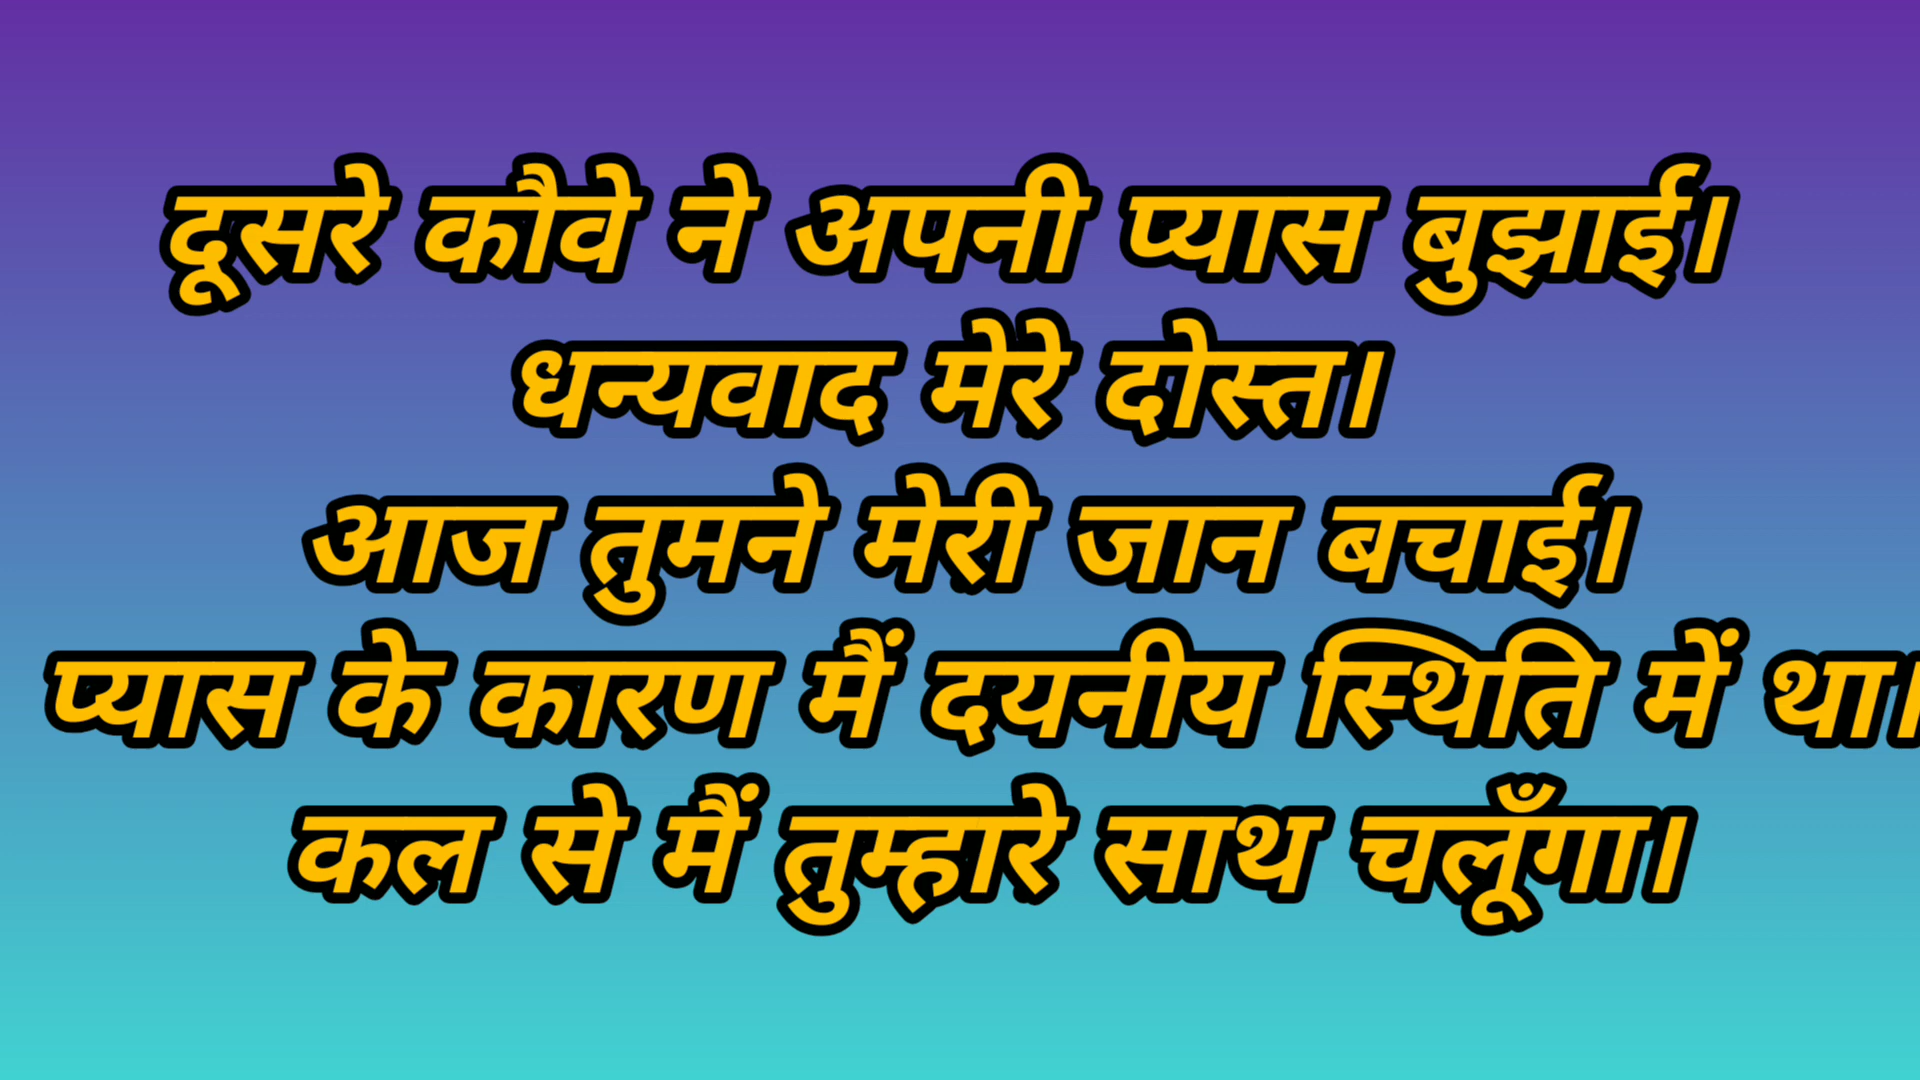 दूसरे कौवे ने अपनी प्यास बुझाई।
धन्यवाद मेरे दोस्त।
आज तुमने मेरी जान बचाई।
प्यास के कारण मैं दयनीय स्थिति में था।
कल से मैं तुम्हारे साथ चलूँगा।